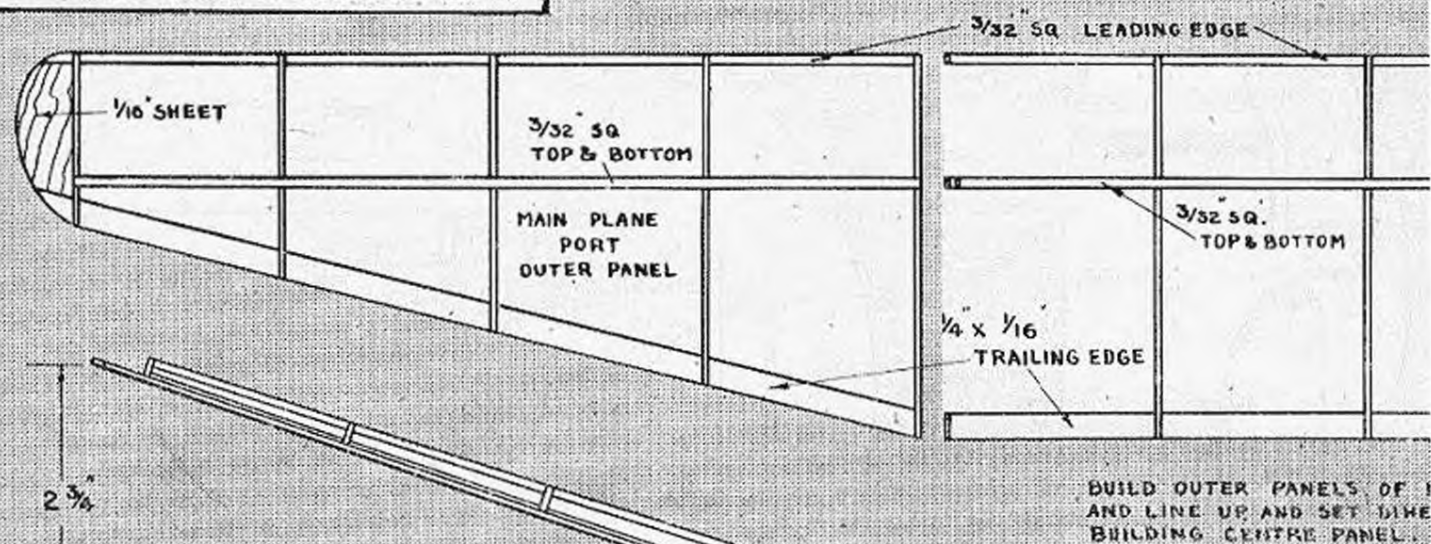 3/32" SQ LEADING EDGE
1/16" SHEET
3/32" SQ
TOP & BOTTOM
MAIN PLANE
PORT
OUTER PANEL
3/32" SQ.
TOP & BOTTOM
1/4" X 1/16"
TRAILING EDGE
2 3/4"
BUILD OUTER PANELS OF
AND LINE UP AND SET DIHE
BUILDING CENTRE PANEL.